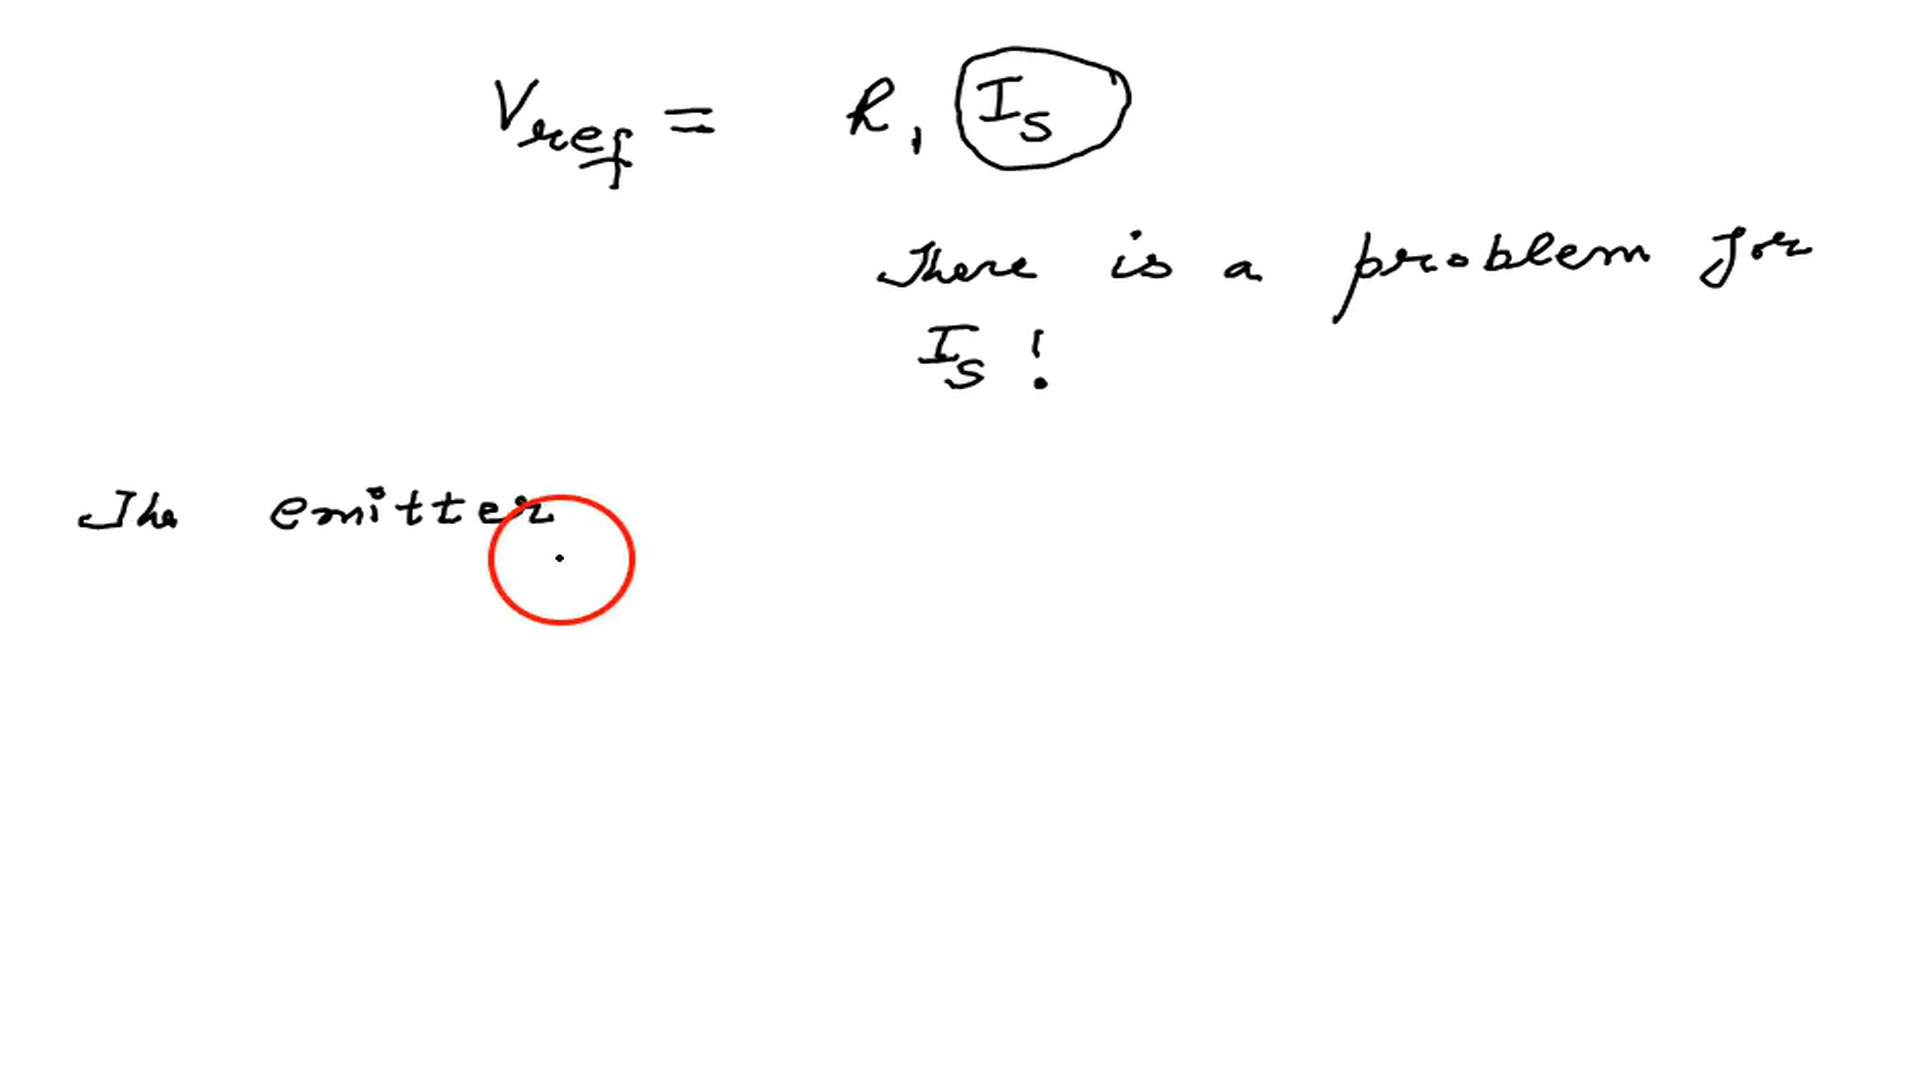 Vref = R1 Is
There is a problem for
Is !
The emitter